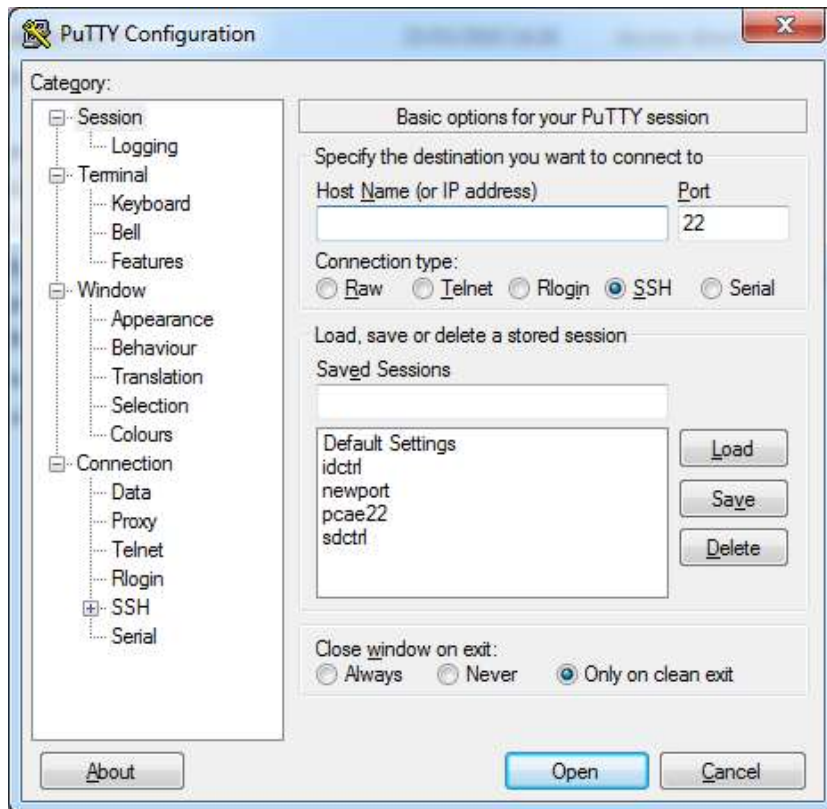 PuTTY Configuration
Category:
Session
Logging
Terminal
Keyboard
Bell
Features
Window
Appearance
Behaviour
Translation
Selection
Colours
Connection
Data
Proxy
Telnet
Rlogin
SSH
Serial
Basic options for your PuTTY session
Specify the destination you want to connect to
Host Name (or IP address) Port
22
Connection type:
Raw Telnet Rlogin SSH Serial
Load, save or delete a stored session
Saved Sessions
Default Settings
idctrl
newport
pcae22
sdctrl
Load
Save
Delete
Close window on exit:
Always Never Only on clean exit
About Open Cancel